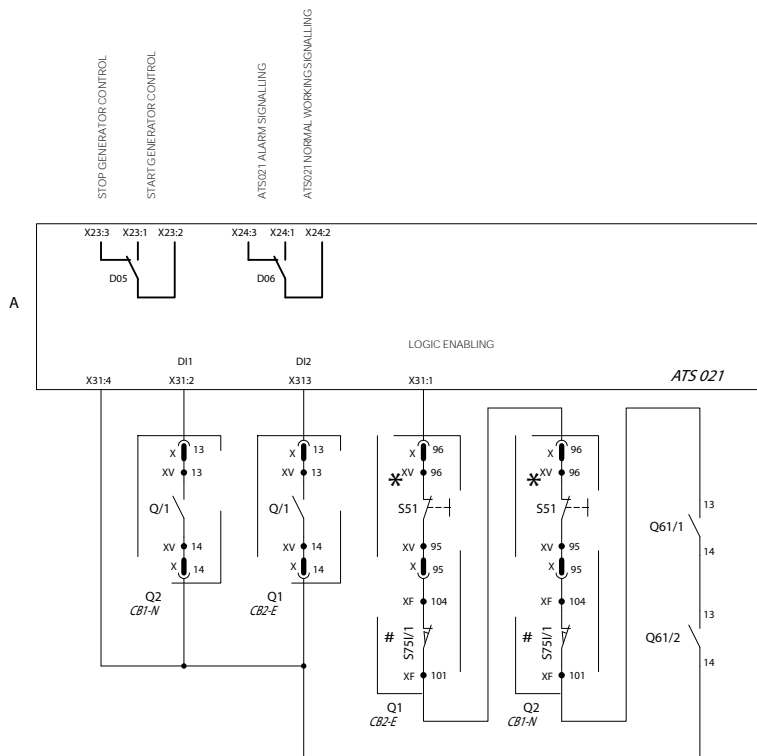 STOP GENERATOR CONTROL
START GENERATOR CONTROL
ATS021 ALARM SIGNALLING
ATS021 NORMAL WORKING SIGNALLING
X23:3 X23:1 X23:2 X24:3 X24:1 X24:2
D05 D06
A
LOGIC ENABLING
DI1 DI2
ATS 021
X31:4 X31:2 X313 X31:1
X 13 X 13 X 96 X 96
XV 13 XV 13 XV 96 XV 96
* *
Q/1 Q/1 S51 S51
13
Q61/1
14
XV 14 XV 14 XV 95 XV 95
X 14 X 14 X 95 X 95
Q2
CB1-N
Q1
CB2-E
XF 104 XF 104
13
# S75I/1 # S75I/1 Q61/2
14
XF 101 XF 101
Q1
CB2-E
Q2
CB1-N